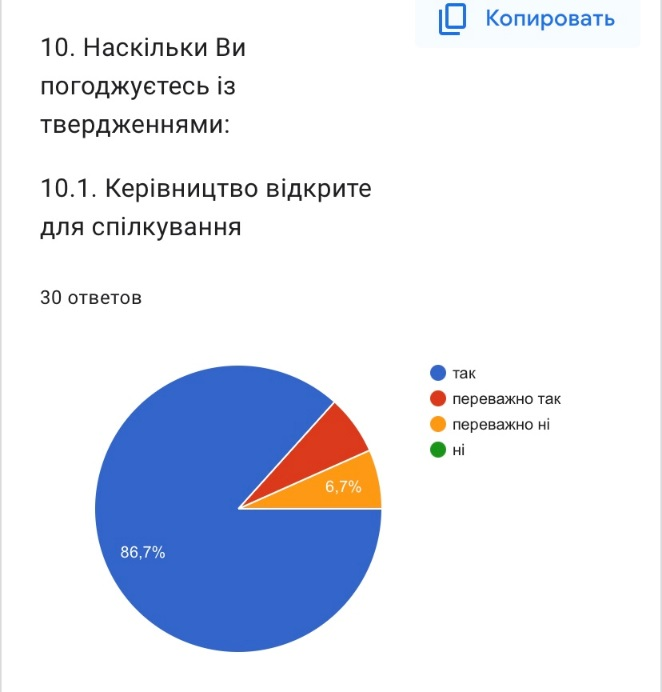 Копировать
10. Наскільки Ви
погоджуєтесь із
твердженнями:
10.1. Керівництво відкрите
для спілкування
30 ответов
так
переважно так
переважно ні
ні
6,7%
86,7%